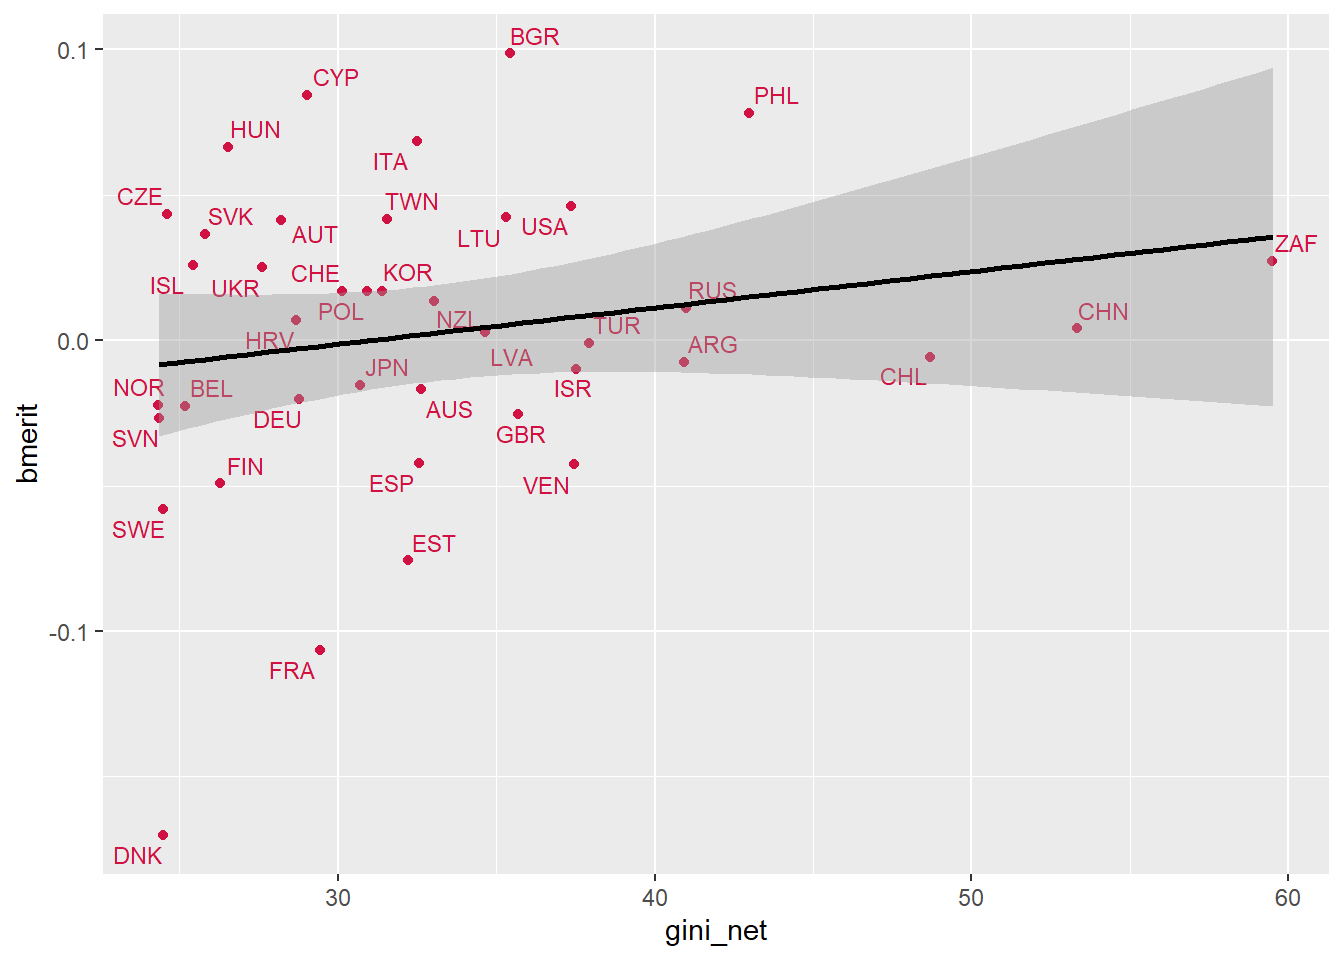 0.1
0.0
-0.1
bmerit
BGR
CYP
PHL
HUN
ITA
CZE
TWN
SVK
AUT
LTU
USA
ZAF
ISL
UKR
CHE
KOR
POL
RUS
NZL
CHN
HRV
TUR
LVA
ARG
JPN
CHL
NOR
BEL
ISR
DEU
AUS
SVN
GBR
FIN
ESP
VEN
SWE
EST
FRA
DNK
30
40
50
60
gini_net